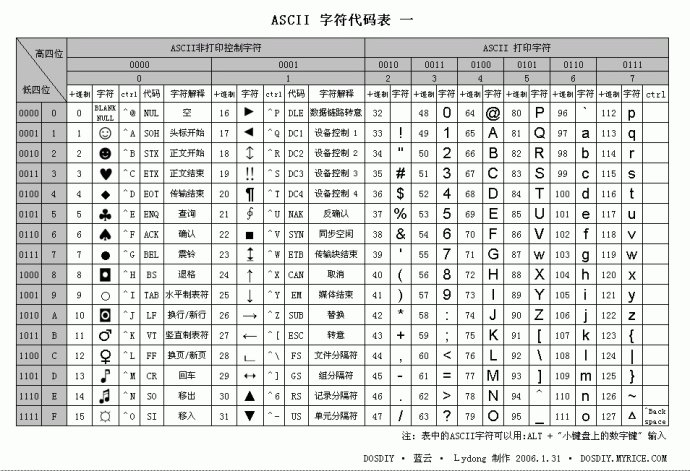 ASCII 字符代码表 一
高四位 ASCII非打印控制字符 ASCII 打印字符
0000 0001 0010 0011 0100 0101 0110 0111
低四位 0 1 2 3 4 5 6 7
十进制 字符 ctrl 代码 字符解释 十进制 字符 ctrl 代码 字符解释 十进制 字符 十进制 字符 十进制 字符 十进制 字符 十进制 字符 十进制 字符 ctrl
0000 0 0 BLANK NULL ^@ NUL 空 16 ► ^P DLE 数据链路转意 32 48 0 64 @ 80 P 96 ` 112 p
0001 1 1 ☺ ^A SOH 头标开始 17 ◄ ^Q DC1 设备控制 1 33 ! 49 1 65 A 81 Q 97 a 113 q
0010 2 2 ☻ ^B STX 正文开始 18 ↕ ^R DC2 设备控制 2 34 " 50 2 66 B 82 R 98 b 114 r
0011 3 3 ♥ ^C ETX 正文结束 19 ‼ ^S DC3 设备控制 3 35 # 51 3 67 C 83 S 99 c 115 s
0100 4 4 ♦ ^D EOT 传输结束 20 ¶ ^T DC4 设备控制 4 36 $ 52 4 68 D 84 T 100 d 116 t
0101 5 5 ♣ ^E ENQ 查询 21 ∮ ^U NAK 反确认 37 % 53 5 69 E 85 U 101 e 117 u
0110 6 6 ♠ ^F ACK 确认 22 ■ ^V SYN 同步空闲 38 & 54 6 70 F 86 V 102 f 118 v
0111 7 7 ● ^G BEL 震铃 23 ↨ ^W ETB 传输块结束 39 ' 55 7 71 G 87 w 103 g 119 w
1000 8 8 ◘ ^H BS 退格 24 ↑ ^X CAN 取消 40 ( 56 8 72 H 88 X 104 h 120 x
1001 9 9 ○ ^I TAB 水平制表符 25 ↓ ^Y EM 媒体结束 41 ) 57 9 73 I 89 Y 105 i 121 y
1010 A 10 ◙ ^J LF 换行/新行 26 → ^Z SUB 替换 42 * 58 : 74 J 90 Z 106 j 122 z
1011 B 11 ♂ ^K VT 竖直制表符 27 ← ^[ ESC 转意 43 + 59 ; 75 K 91 [ 107 k 123 {
1100 C 12 ♀ ^L FF 换页/新页 28 ∟ ^\ FS 文件分隔符 44 , 60 < 76 L 92 \ 108 l 124 |
1101 D 13 ♪ ^M CR 回车 29 ↔ ^] GS 组分隔符 45 - 61 = 77 M 93 ] 109 m 125 }
1110 E 14 ♫ ^N SO 移出 30 ▲ ^6 RS 记录分隔符 46 . 62 > 78 N 94 ^ 110 n 126 ~
1111 F 15 ☼ ^O SI 移入 31 ▼ ^- US 单元分隔符 47 / 63 ? 79 O 95 _ 111 o 127 Δ ^Back space
注: 表中的ASCII字符可以用:ALT + "小键盘上的数字键" 输入
DOSDIY · 蓝云 · Lydong 制作 2006.1.31 · DOSDIY.MYRICE.COM